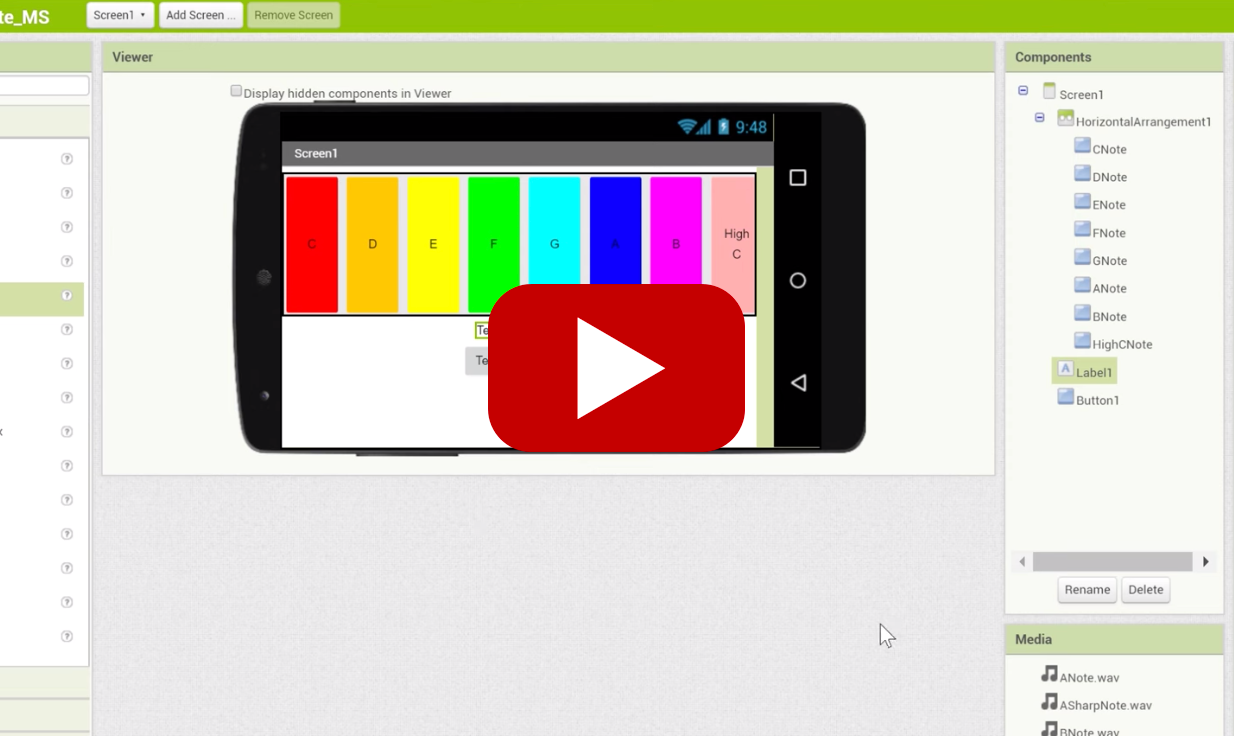 te_MS
Screen1
Add Screen ...
Remove Screen
Viewer
Display hidden components in Viewer
9:48
Screen1
C
D
E
F
G
A
B
High
C
Te
Te
Components
Screen1
HorizontalArrangement1
CNote
DNote
ENote
FNote
GNote
ANote
BNote
HighCNote
A Label1
Button1
Rename
Delete
Media
ANote.wav
ASharpNote.wav
BNote.wav